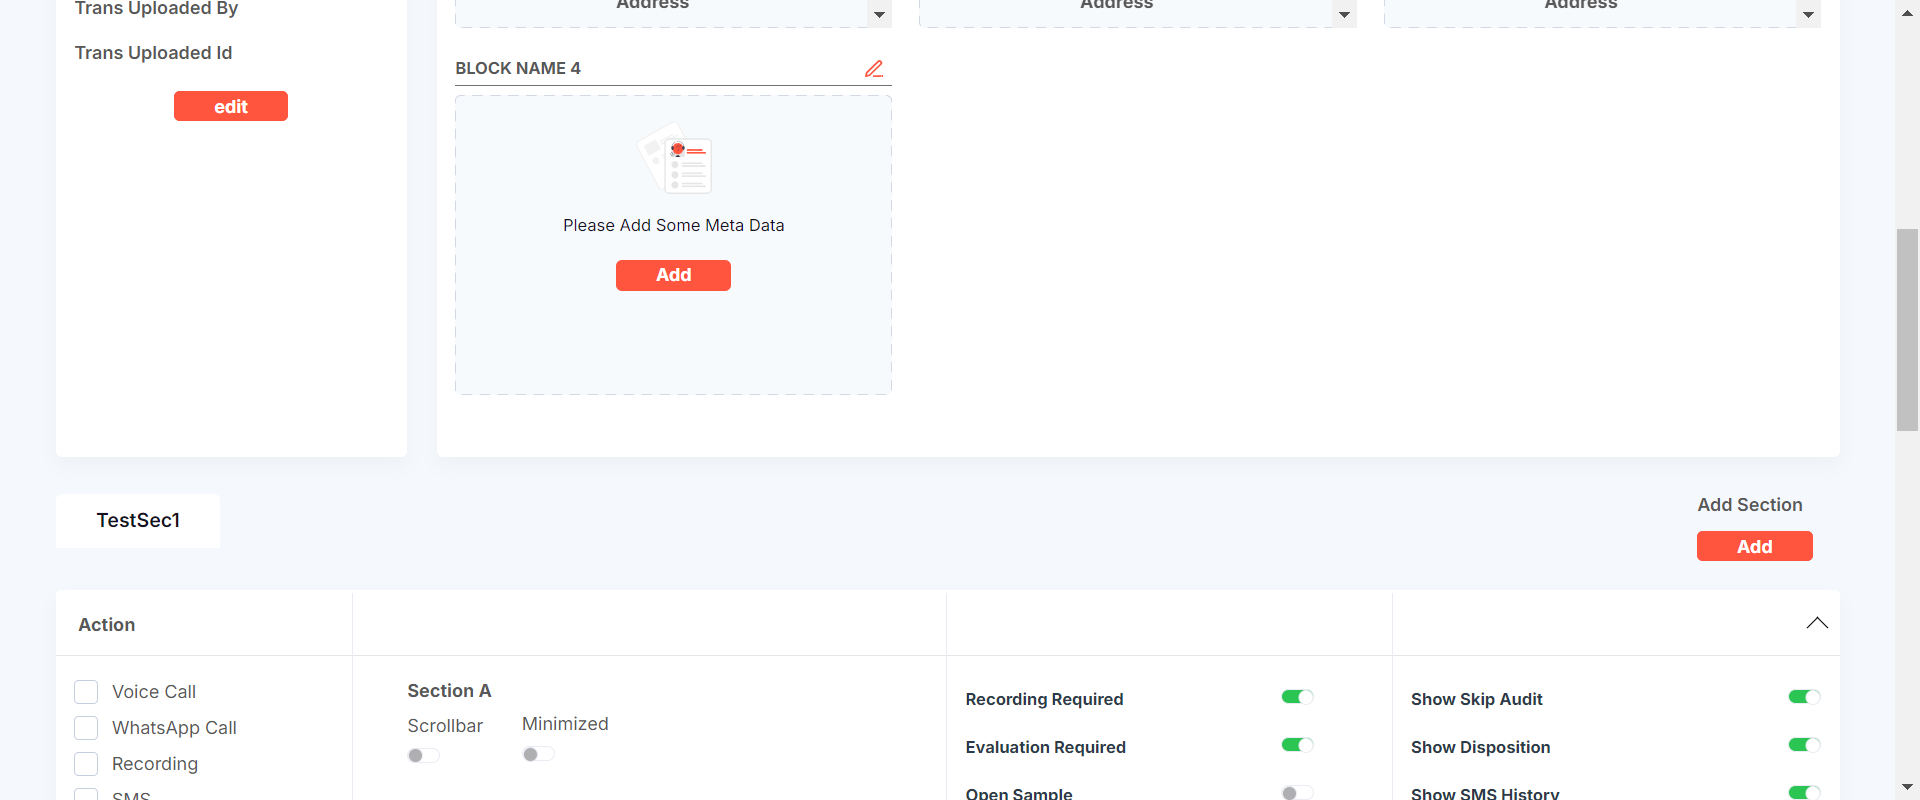 Trans Uploaded By
Trans Uploaded Id
edit
Address
Address
Address
BLOCK NAME 4
Please Add Some Meta Data
Add
TestSec1
Add Section
Add
Action
Voice Call
WhatsApp Call
Recording
SMS
Section A
Scrollbar
Minimized
Recording Required
Evaluation Required
Open Sample
Show Skip Audit
Show Disposition
Show SMS History